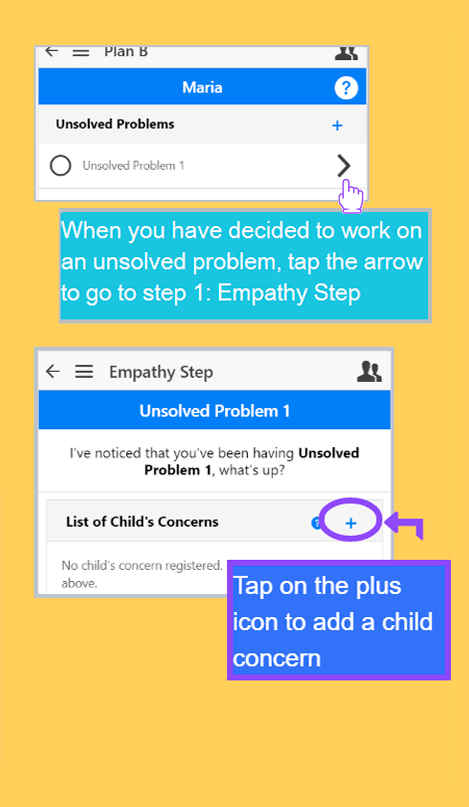 Plan B
Maria
?
Unsolved Problems +
Unsolved Problem 1
When you have decided to work on
an unsolved problem, tap the arrow
to go to step 1: Empathy Step
Empathy Step
Unsolved Problem 1
I've noticed that you've been having Unsolved
Problem 1, what's up?
List of Child's Concerns ? +
No child's concern registered.
above.
Tap on the plus
icon to add a child
concern